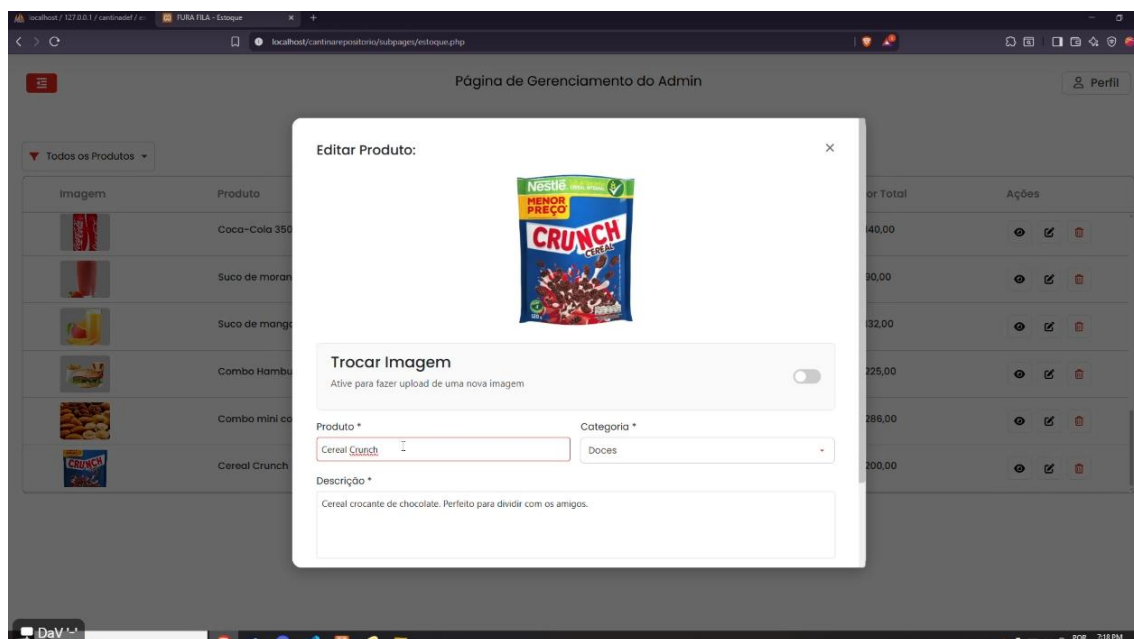 localhost / 127.0.0.1 / cantinadef / es
FURA FILA - Estoque
localhost/cantinarepositorio/subpages/estoque.php
Página de Gerenciamento do Admin
Perfil
Todos os Produtos
Editar Produto:
Imagem
Produto
or Total
Ações
Nestlé
MENOR
PREÇO
CRUNCH
CEREAL
Coca-Cola 350
40,00
Suco de moran
90,00
Suco de mango
32,00
Combo Hambu
225,00
Combo mini co
286,00
Cereal Crunch
200,00
Trocar Imagem
Ative para fazer upload de uma nova imagem
Produto *
Categoria *
Cereal Crunch
Doces
Descrição *
Cereal crocante de chocolate. Perfeito para dividir com os amigos.
DaV '-'
POR
7:18 PM